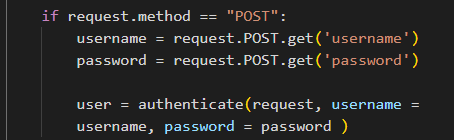 if request.method == "POST":
username = request.POST.get('username')
password = request.POST.get('password')
user = authenticate(request, username =
username, password = password )